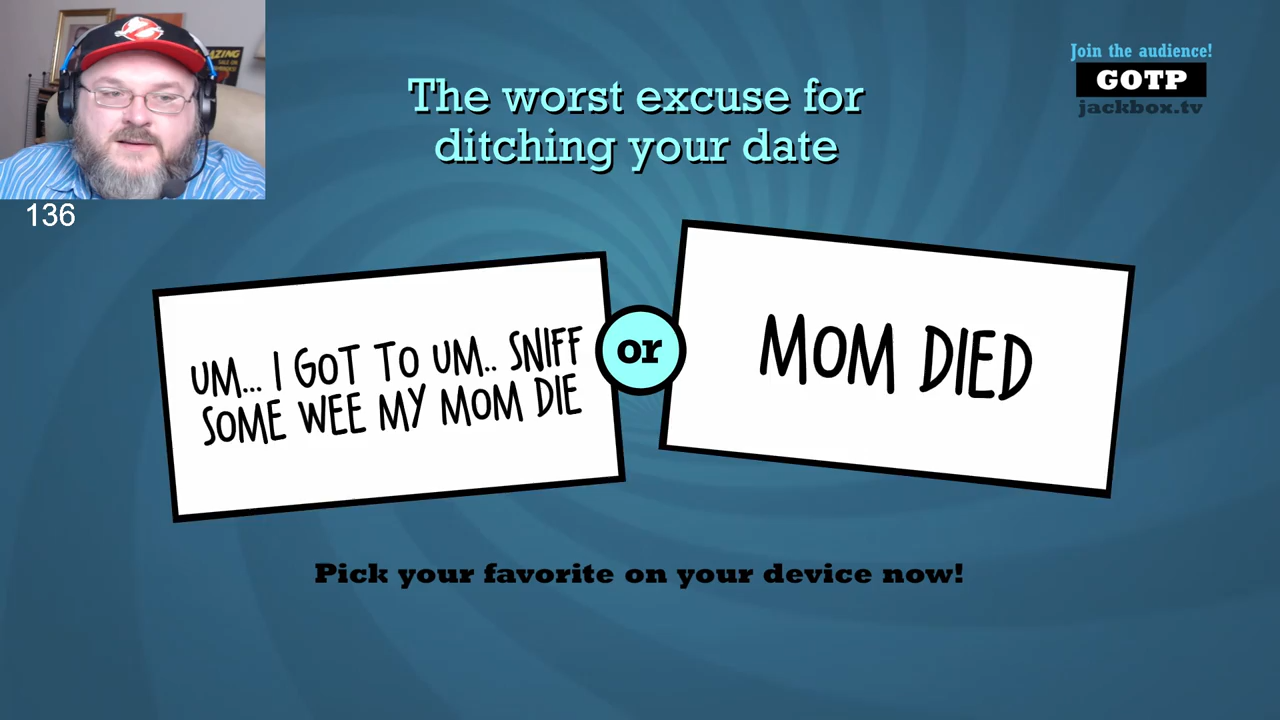 AZING
136
The worst excuse for
ditching your date
Join the audience!
GOTP
jackbox.tv
UM... I GOT TO UM.. SNIFF
SOME WEE MY MOM DIE
or
MOM DIED
Pick your favorite on your device now!